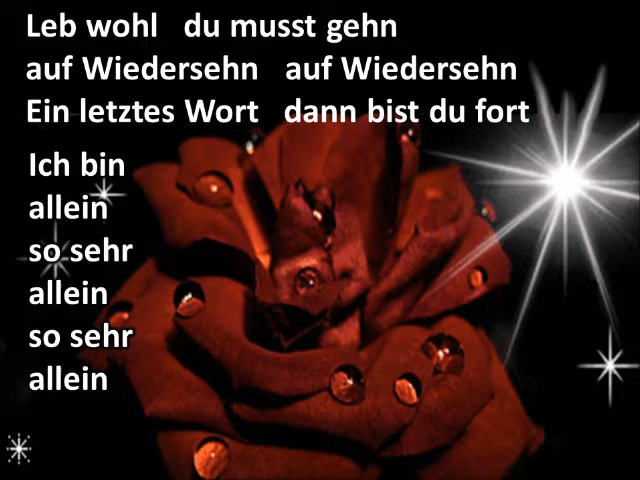 Leb wohl   du musst gehn
auf Wiedersehn   auf Wiedersehn
Ein letztes Wort   dann bist du fort
Ich bin
allein
so sehr
allein
so sehr
allein